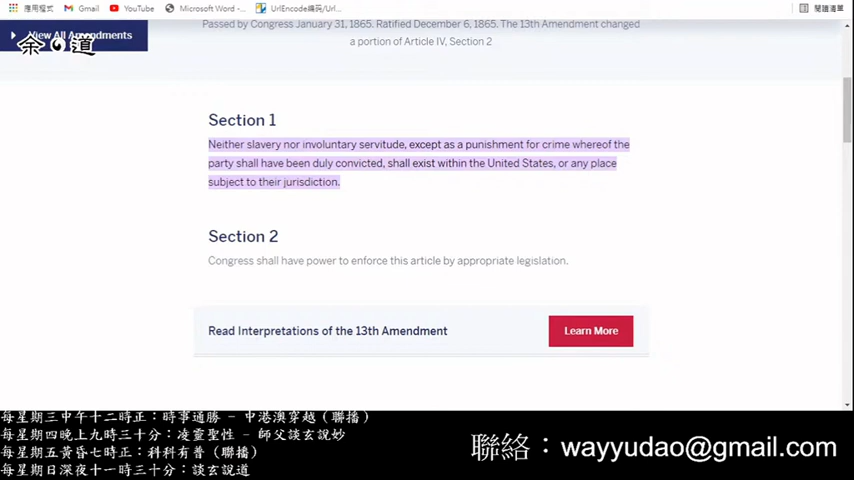 應用程式 Gmail YouTube Microsoft Word -... UrlEncode编码/Url... 閱讀清單
Passed by Congress January 31, 1865. Ratified December 6, 1865. The 13th Amendment changed
a portion of Article IV, Section 2
View All Amendments
余の道
Section 1
Neither slavery nor involuntary servitude, except as a punishment for crime whereof the
party shall have been duly convicted, shall exist within the United States, or any place
subject to their jurisdiction.
Section 2
Congress shall have power to enforce this article by appropriate legislation.
Read Interpretations of the 13th Amendment
Learn More
每星期三中午十二時正：時事通勝 – 中港澳穿越（聯播）
每星期四晚上九時三十分：凌靈聖性 – 師父談玄說妙
每星期五黃昏七時正：科科有普（聯播）
每星期日深夜十一時三十分：談玄說道
聯絡：wayyudao@gmail.com